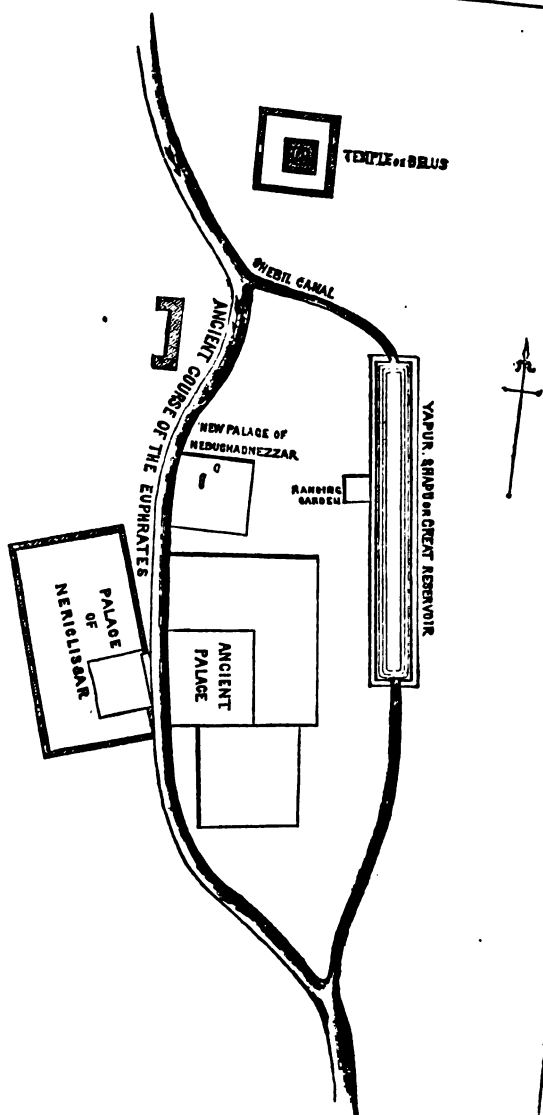 TEMPLE OF BELUS
SHEBIL CANAL
ANCIENT COURSE OF THE EUPHRATES
NEW PALACE OF
NEBUCHADNEZZAR
HANGING
GARDEN
YAPUR. SHAPU OR GREAT RESERVOIR
PALACE
OF
NERIGLISSAR
ANCIENT
PALACE
N